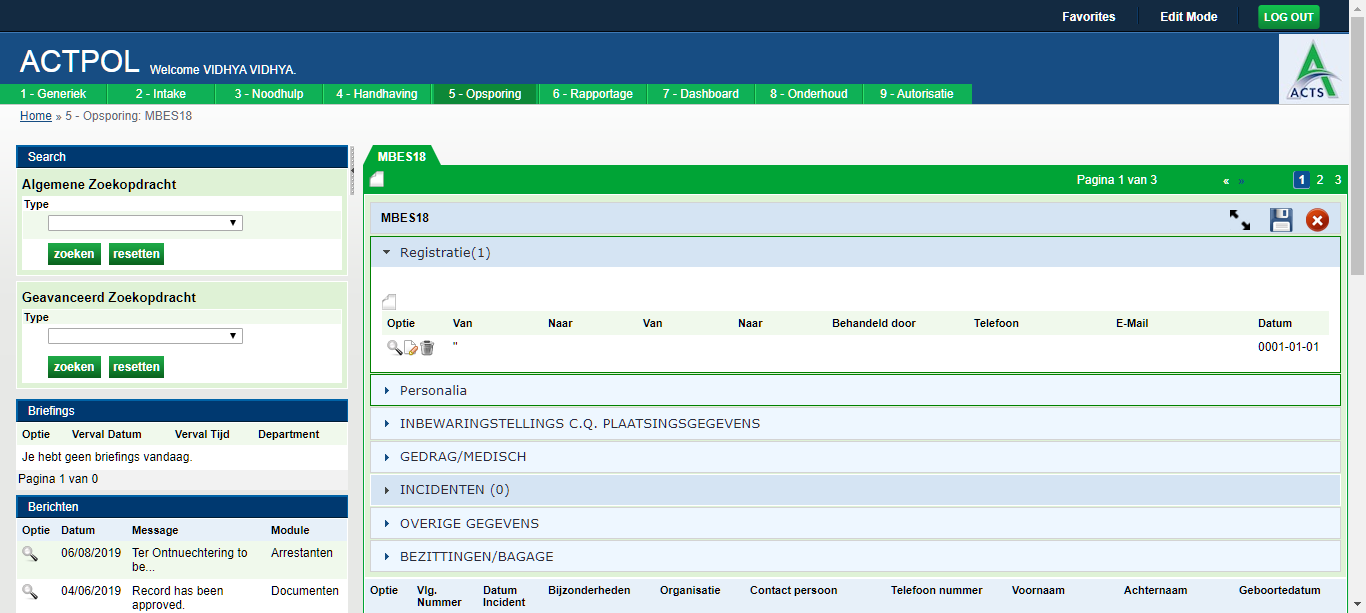 Favorites Edit Mode LOG OUT
ACTPOL Welcome VIDHYA VIDHYA.
ACTS
1 - Generiek 2 - Intake 3 - Noodhulp 4 - Handhaving 5 - Opsporing 6 - Rapportage 7 - Dashboard 8 - Onderhoud 9 - Autorisatie
Home » 5 - Opsporing: MBES18
Search
Algemene Zoekopdracht
Type
zoeken resetten
Geavanceerd Zoekopdracht
Type
zoeken resetten
Briefings
Optie Verval Datum Verval Tijd Department
Je hebt geen briefings vandaag.
Pagina 1 van 0
Berichten
Optie Datum Message Module
06/08/2019 Ter Ontnuechtering to Arrestanten
be...
04/06/2019 Record has been Documenten
approved.
MBES18
Pagina 1 van 3 « » 1 2 3
MBES18
Registratie(1)
Optie Van Naar Van Naar Behandeld door Telefoon E-Mail Datum
" 0001-01-01
Personalia
INBEWARINGSTELLINGS C.Q. PLAATSINGSGEGEVENS
GEDRAG/MEDISCH
INCIDENTEN (0)
OVERIGE GEGEVENS
BEZITTINGEN/BAGAGE
Optie Vlg. Datum Bijzonderheden Organisatie Contact persoon Telefoon nummer Voornaam Achternaam Geboortedatum
Nummer Incident